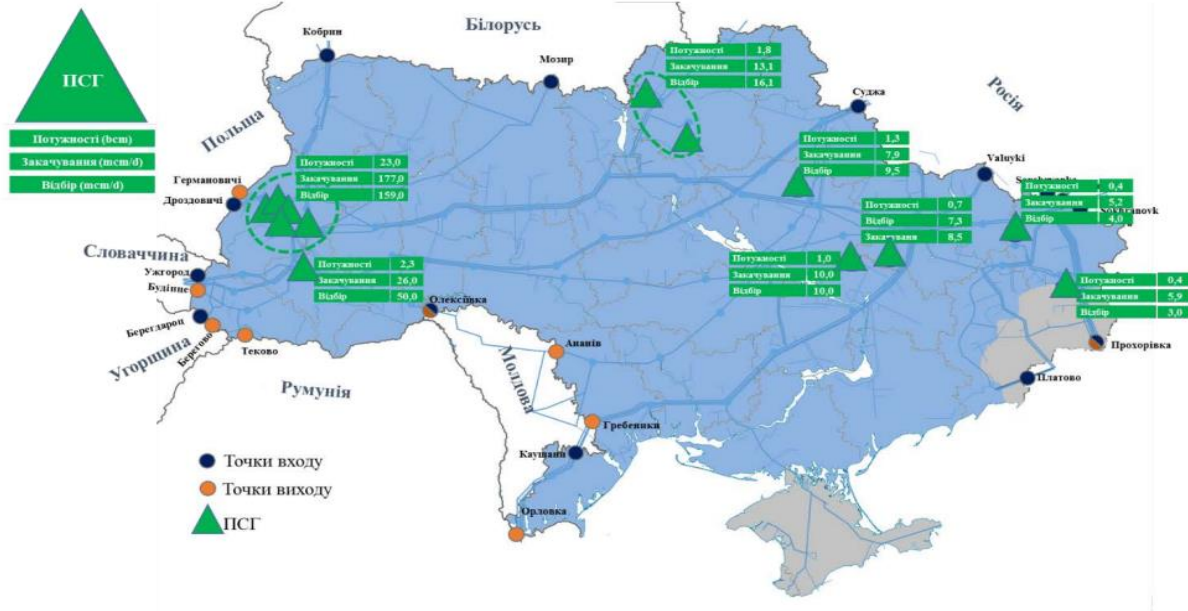 ПСГ
Потужності (bcm)
Закачування (mcm/d)
Відбір (mcm/d)
Білорусь
Кобрин
Мозир
Потужності 1,8
Закачування 13,1
Відбір 16,1
Суджа
Росія
Польща
Потужності 1,3
Закачування 7,9
Відбір 9,5
Valuyki
Потужності 23,0
Закачування 177,0
Відбір 159,0
Германовичі
Дроздовичі
Потужності 0,4
Закачування 5,2
Відбір 4,0
Потужності 0,7
Відбір 7,3
Закачуваня 8,5
Словаччина
Ужгород
Будінце
Потужності 2,3
Закачування 26,0
Відбір 50,0
Потужності 1,0
Закачування 10,0
Відбір 10,0
Потужності 0,4
Закачування 5,9
Відбір 3,0
Олексіївка
Берегдароц
Берегово
Угорщина
Теково
Румунія
Молдова
Ананів
Прохорівка
Платово
Гребеники
Каушани
Точки входу
Точки виходу
ПСГ
Орловка